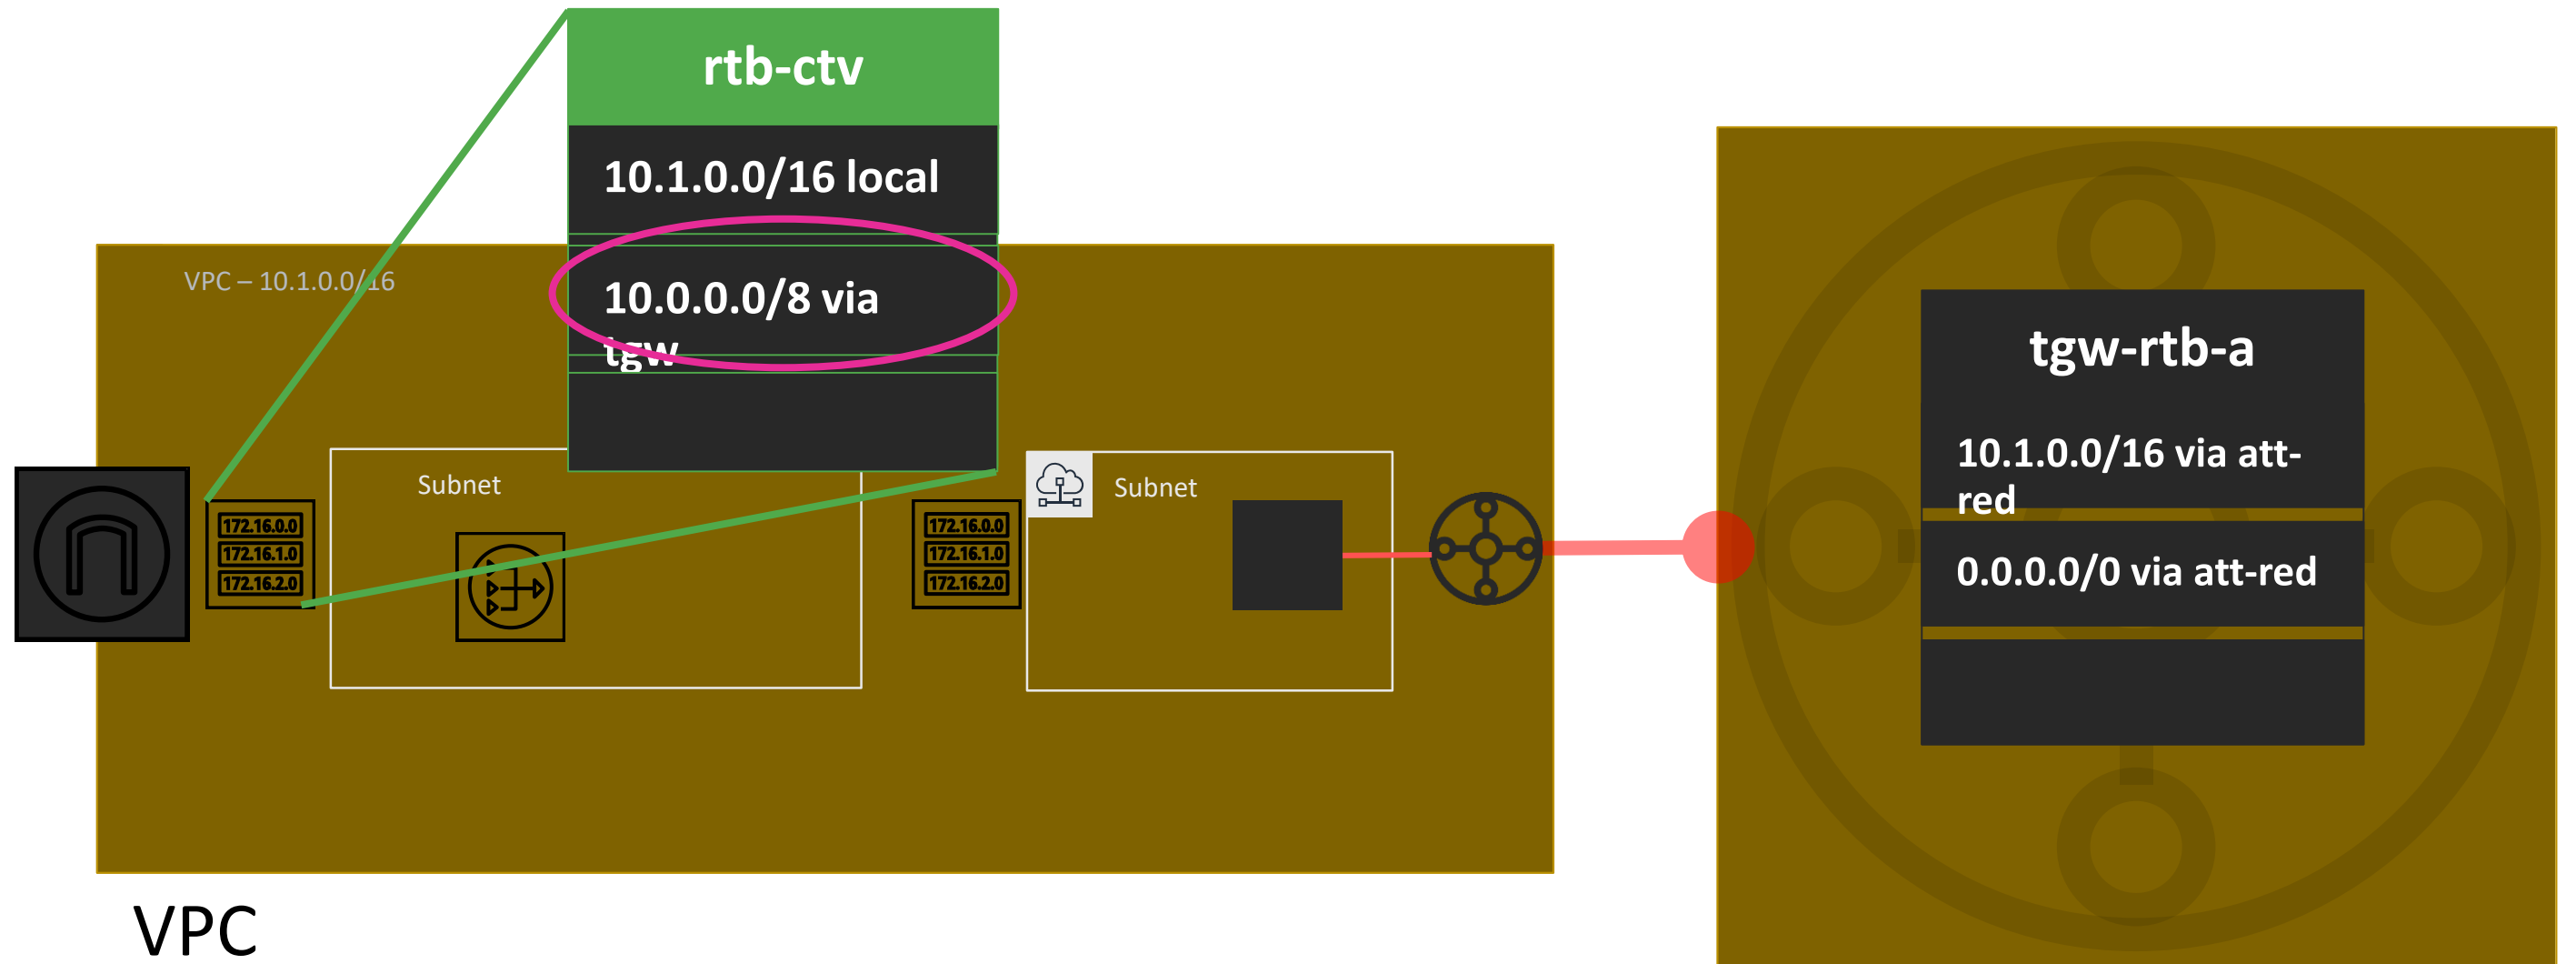 rtb-ctv
10.1.0.0/16 local
10.0.0.0/8 via
tgw
VPC – 10.1.0.0/16
Subnet
172.16.0.0
172.16.1.0
172.16.2.0
172.16.0.0
172.16.1.0
172.16.2.0
Subnet
tgw-rtb-a
10.1.0.0/16 via att-
red
0.0.0.0/0 via att-red
VPC